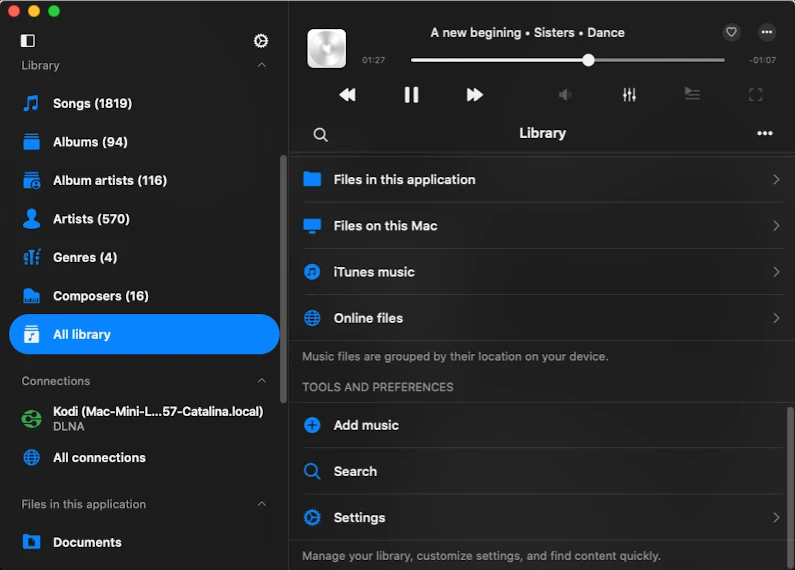 Library
Songs (1819)
Albums (94)
Album artists (116)
Artists (570)
Genres (4)
Composers (16)
All library
Connections
Kodi (Mac-Mini-L...57-Catalina.local)
DLNA
All connections
Files in this application
Documents
A new begining • Sisters • Dance
01:27
-01:07
Library
Files in this application
Files on this Mac
iTunes music
Online files
Music files are grouped by their location on your device.
TOOLS AND PREFERENCES
Add music
Search
Settings
Manage your library, customize settings, and find content quickly.